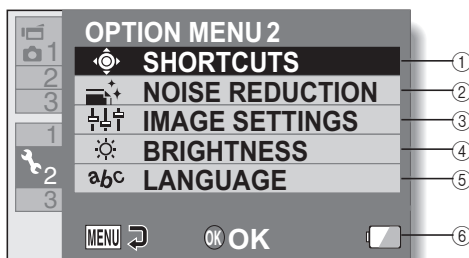 OPTION MENU 2
1
2
3
SHORTCUTS ①
NOISE REDUCTION ②
IMAGE SETTINGS ③
1
2
3
BRIGHTNESS ④
abc LANGUAGE ⑤
MENU OK OK ⑥